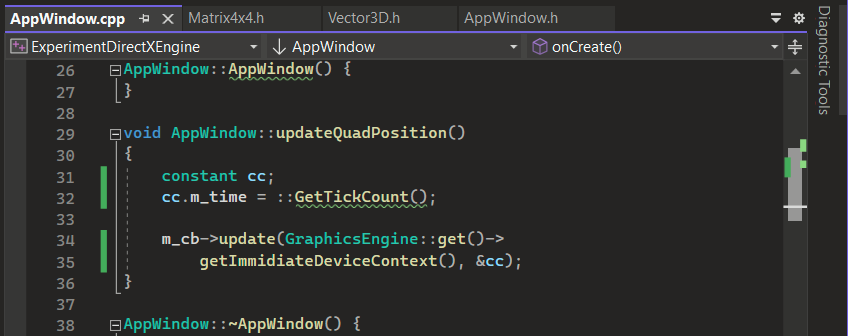 AppWindow.cpp Matrix4x4.h Vector3D.h AppWindow.h
ExperimentDirectXEngine AppWindow onCreate()
Diagnostic Tools
26 AppWindow::AppWindow() {
27 }
28
29 void AppWindow::updateQuadPosition()
30 {
31 constant cc;
32 cc.m_time = ::GetTickCount();
33
34 m_cb->update(GraphicsEngine::get()->
35 getImmidiateDeviceContext(), &cc);
36 }
37
38 AppWindow::~AppWindow() {